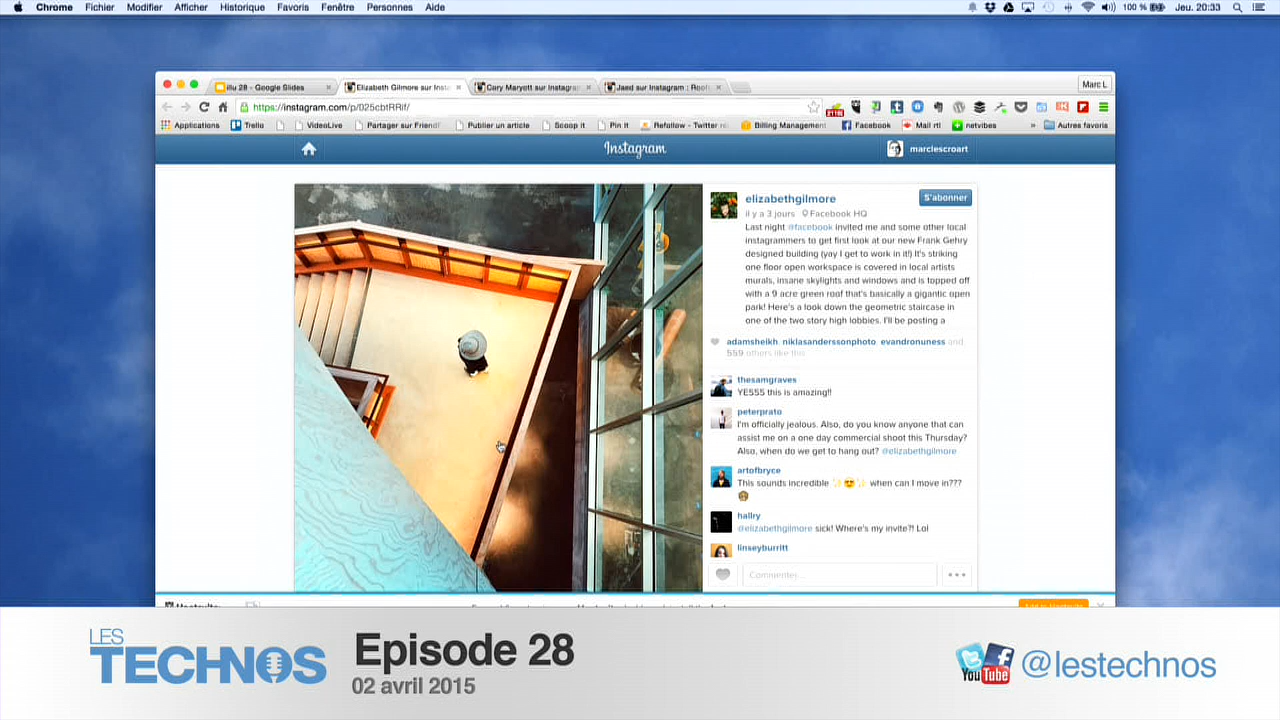 Chrome Fichier Modifier Afficher Historique Favoris Fenêtre Personnes Aide 100 % Jeu. 20:33
illu 28 - Google Slides Elizabeth Gilmore sur Insta Cary Maryott sur Instagram Jaed sur Instagram : Marc L
https://instagram.com/p/025cbtRRif/
Applications Trello VideoLive Partager sur Friend Publier un article Scoop it Pin It Refollow - Twitter Billing Management Facebook Mail rtl netvibes » Autres favoris
Instagram marclescroart
elizabethgilmore S'abonner
il y a 3 jours Facebook HQ
Last night @facebook invited me and some other local
instagrammers to get first look at our new Frank Gehry
designed building (yay I get to work in it!) It's striking
one floor open workspace is covered in local artists
murals, insane skylights and windows and is topped off
with a 9 acre green roof that's basically a gigantic open
park! Here's a look down the geometric staircase in
one of the two story high lobbies. I'll be posting a
adamsheikh niklasanderssonphoto evandronuness and
559 others like this
thesamgraves
YE555 this is amazing!!
peterprato
I'm officially jealous. Also, do you know anyone that can
assist me on a one day commercial shoot this Thursday?
Also, when do we get to hang out? @elizabethgilmore
artofbryce
This sounds incredible ✨😍✨ when can I move in???
hallry
@elizabethgilmore sick! Where's my invite?! Lol
linseyburritt
Commenter...
LES
TECHNOS
Episode 28
02 avril 2015
You Tube @lestechnos